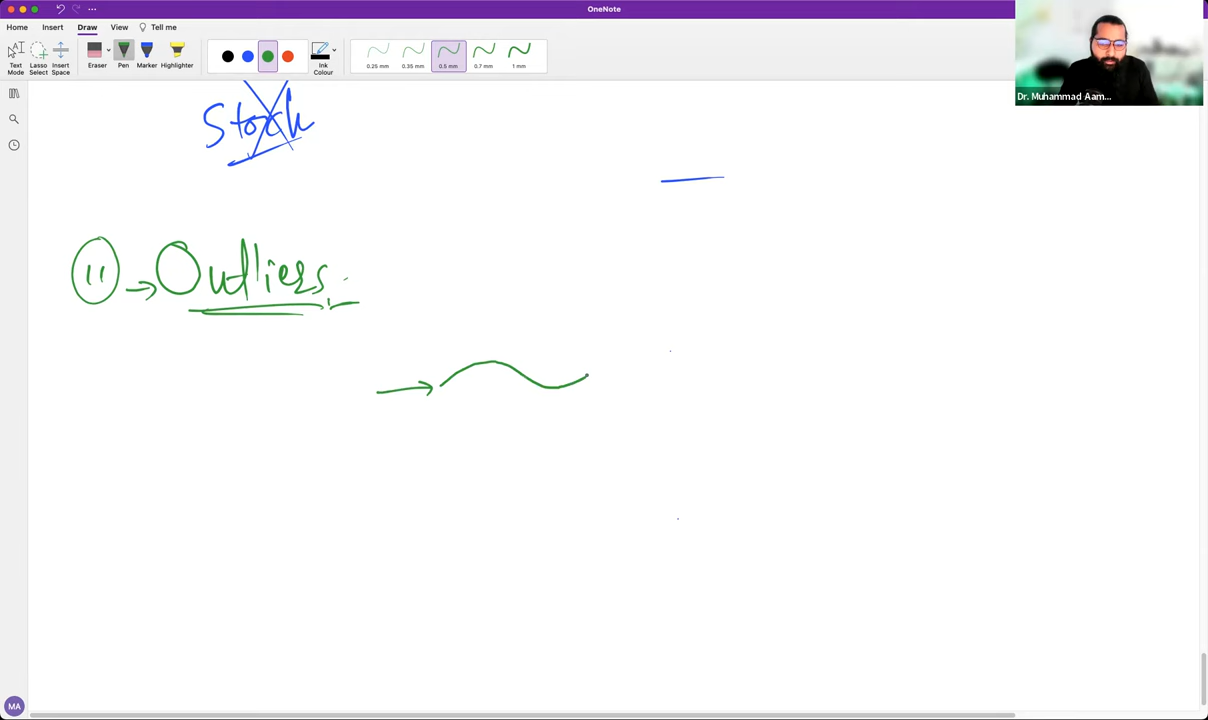 OneNote
Home Insert Draw View Tell me
Text Mode Lasso Select Insert Space Eraser Pen Marker Highlighter Ink Colour 0.25 mm 0.35 mm 0.5 mm 0.7 mm 1 mm
Dr. Muhammad Aam...
Stock
11 → Outliers.
MA